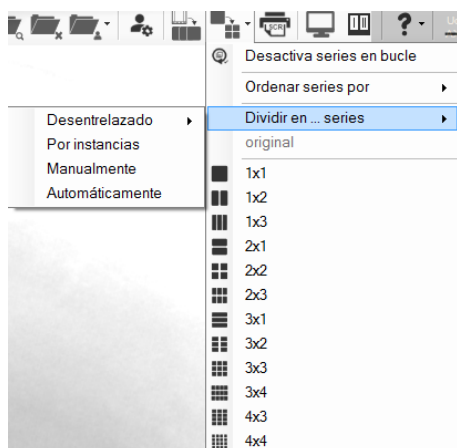 SCR
?
Desactiva series en bucle
Ordenar series por
Dividir en ... series
original
Desentrelazado
Por instancias
Manualmente
Automáticamente
1x1
1x2
1x3
2x1
2x2
2x3
3x1
3x2
3x3
3x4
4x3
4x4